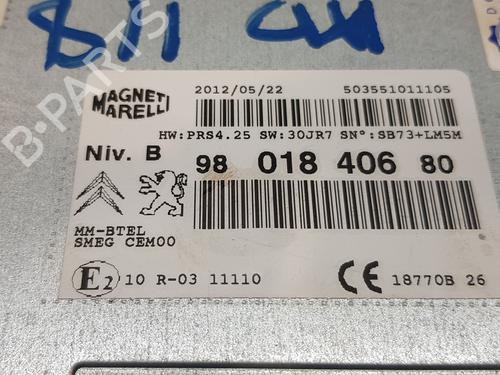 B-PARTS
MAGNETI
MARELLI
2012/05/22 503551011105
HW:PRS4.25 SW:30JR7 SN°:SB73+LM5M
Niv. B 98 018 406 80
MM-BTEL
SMEG CEM00
E2 10 R-03 11110 CE 18770B 26